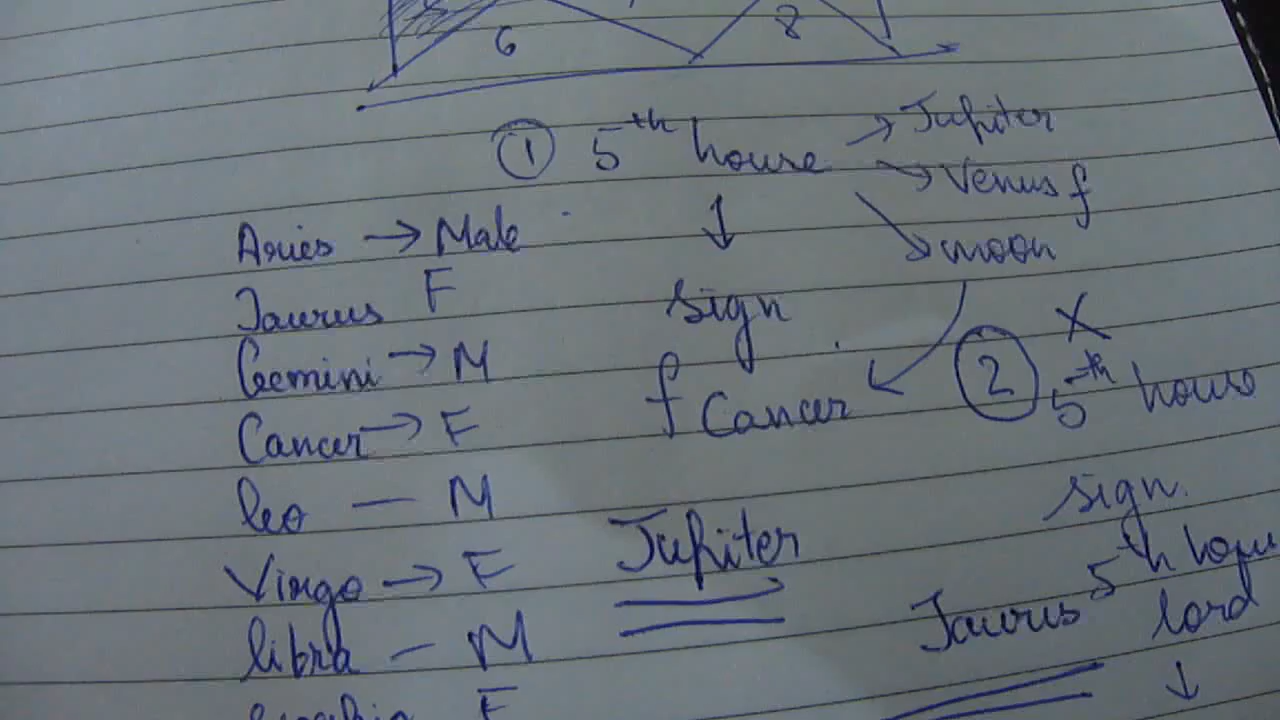 6
8
① 5th house → Jupiter
→ Venus f
→ moon
↓
sign
f Cancer
Aries → Male
Taurus F
Gemini → M
Cancer → F
leo — M
Virgo → F
libra — M
F
Jupiter
② X
5th house
sign.
Taurus 5th
lord
↓